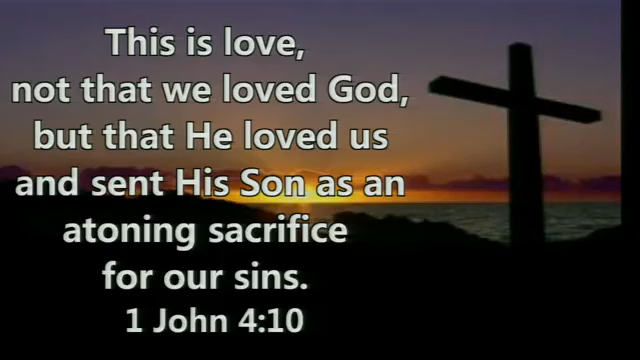 This is love,
not that we loved God,
but that He loved us
and sent His Son as an
atoning sacrifice
for our sins.
1 John 4:10